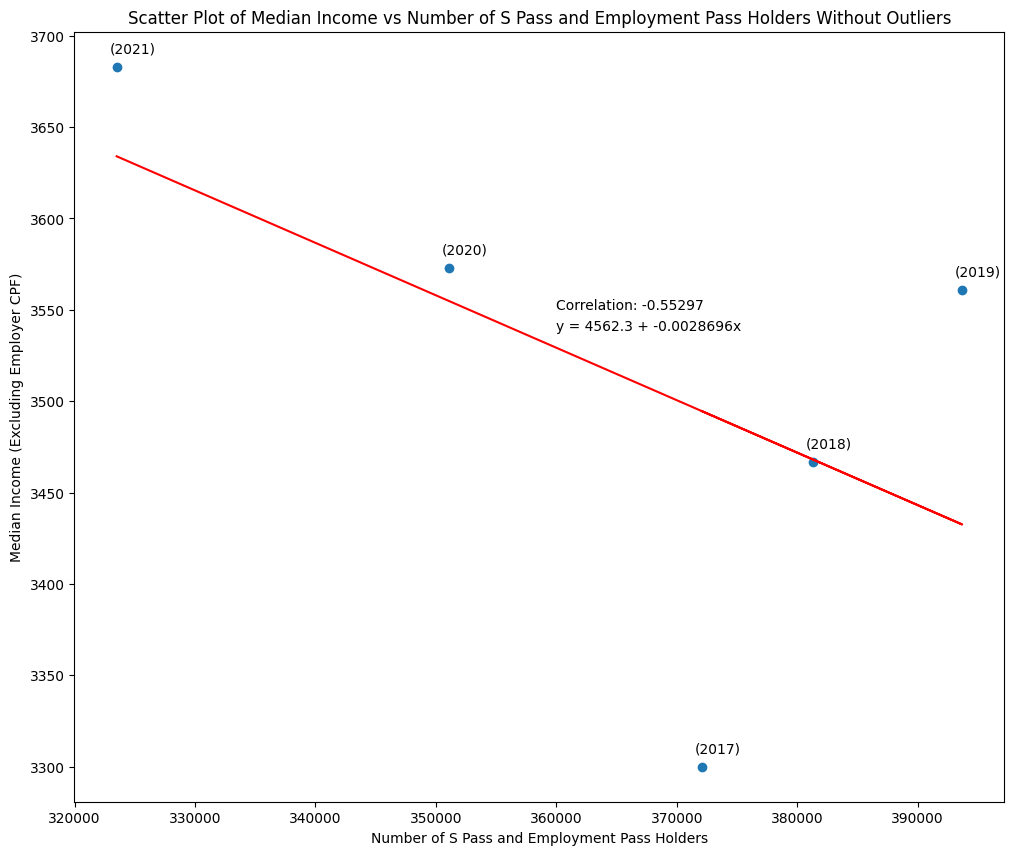 Scatter Plot of Median Income vs Number of S Pass and Employment Pass Holders Without Outliers
3700
(2021)
3650
3600
(2020)
(2019)
3550
Correlation: -0.55297
y = 4562.3 + -0.0028696x
3500
(2018)
3450
3400
3350
(2017)
3300
Median Income (Excluding Employer CPF)
320000 330000 340000 350000 360000 370000 380000 390000
Number of S Pass and Employment Pass Holders